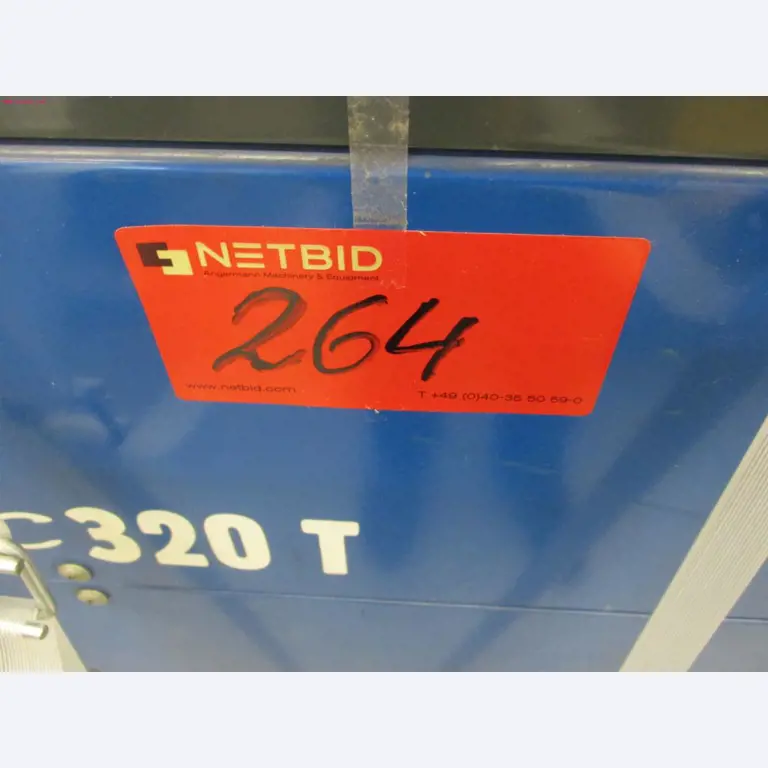 NETBID
Angermann Machinery & Equipment
264
www.netbid.com
T +49 (0)40-35 50 59-0
C 320 T